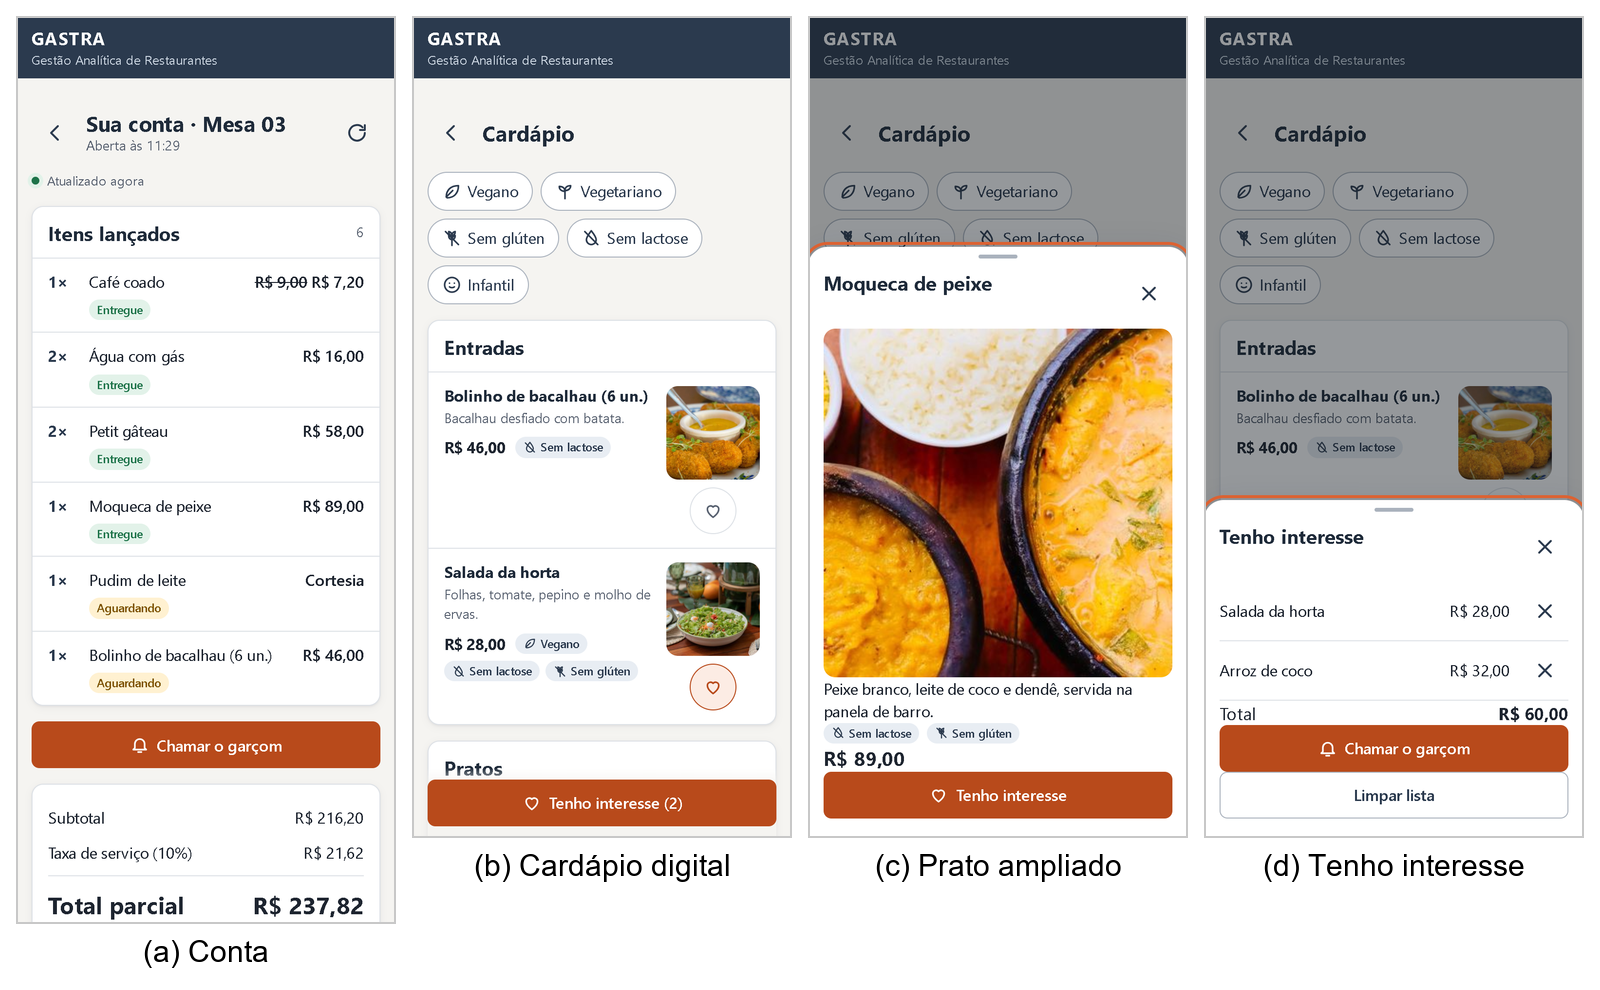 GASTRA
Gestão Analítica de Restaurantes
Sua conta · Mesa 03
Aberta às 11:29
Atualizado agora
Itens lançados 6
1× Café coado R$ 9,00 R$ 7,20
Entregue
2× Água com gás R$ 16,00
Entregue
2× Petit gâteau R$ 58,00
Entregue
1× Moqueca de peixe R$ 89,00
Entregue
1× Pudim de leite Cortesia
Aguardando
1× Bolinho de bacalhau (6 un.) R$ 46,00
Aguardando
Chamar o garçom
Subtotal R$ 216,20
Taxa de serviço (10%) R$ 21,62
Total parcial R$ 237,82
(a) Conta
GASTRA
Gestão Analítica de Restaurantes
Cardápio
Vegano Vegetariano
Sem glúten Sem lactose
Infantil
Entradas
Bolinho de bacalhau (6 un.)
Bacalhau desfiado com batata.
R$ 46,00 Sem lactose
Salada da horta
Folhas, tomate, pepino e molho de
ervas.
R$ 28,00 Vegano
Sem lactose Sem glúten
Pratos
Tenho interesse (2)
(b) Cardápio digital
GASTRA
Gestão Analítica de Restaurantes
Cardápio
Vegano Vegetariano
Sem glúten Sem lactose
Moqueca de peixe
Peixe branco, leite de coco e dendê, servida na
panela de barro.
Sem lactose Sem glúten
R$ 89,00
Tenho interesse
(c) Prato ampliado
GASTRA
Gestão Analítica de Restaurantes
Cardápio
Vegano Vegetariano
Sem glúten Sem lactose
Infantil
Entradas
Bolinho de bacalhau (6 un.)
Bacalhau desfiado com batata.
R$ 46,00 Sem lactose
Tenho interesse
Salada da horta R$ 28,00
Arroz de coco R$ 32,00
Total R$ 60,00
Chamar o garçom
Limpar lista
(d) Tenho interesse